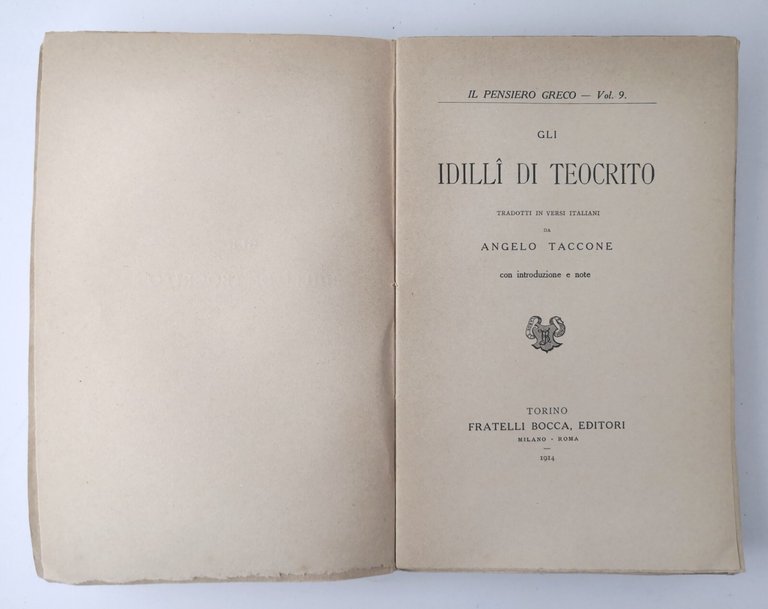 IL PENSIERO GRECO — Vol. 9.
GLI
IDILLÎ DI TEOCRITO
TRADOTTI IN VERSI ITALIANI
DA
ANGELO TACCONE
con introduzione e note
TORINO
FRATELLI BOCCA, EDITORI
MILANO - ROMA
1914